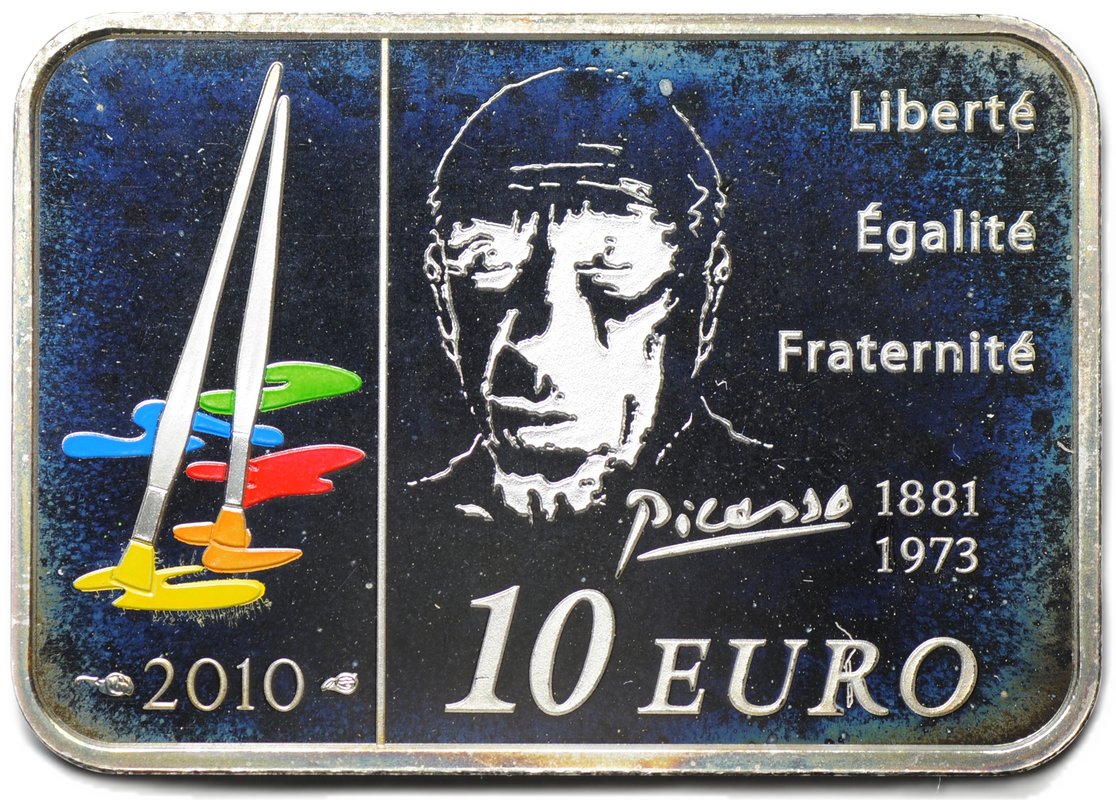 Liberté
Égalité
Fraternité
Picasso 1881
1973
10 EURO
2010